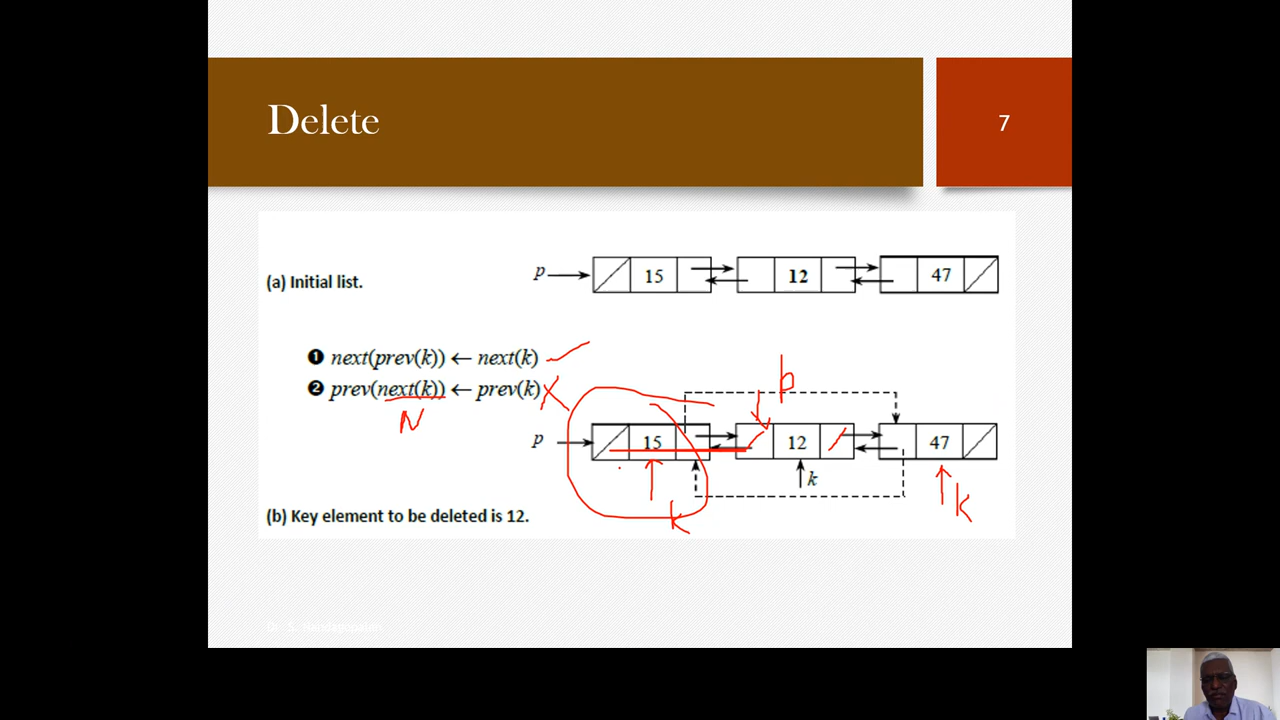 Delete
7
p 15 12 47
(a) Initial list.
❶ next(prev(k)) ← next(k)
❷ prev(next(k)) ← prev(k)
N
p
p 15 12 47
k
k
k
(b) Key element to be deleted is 12.